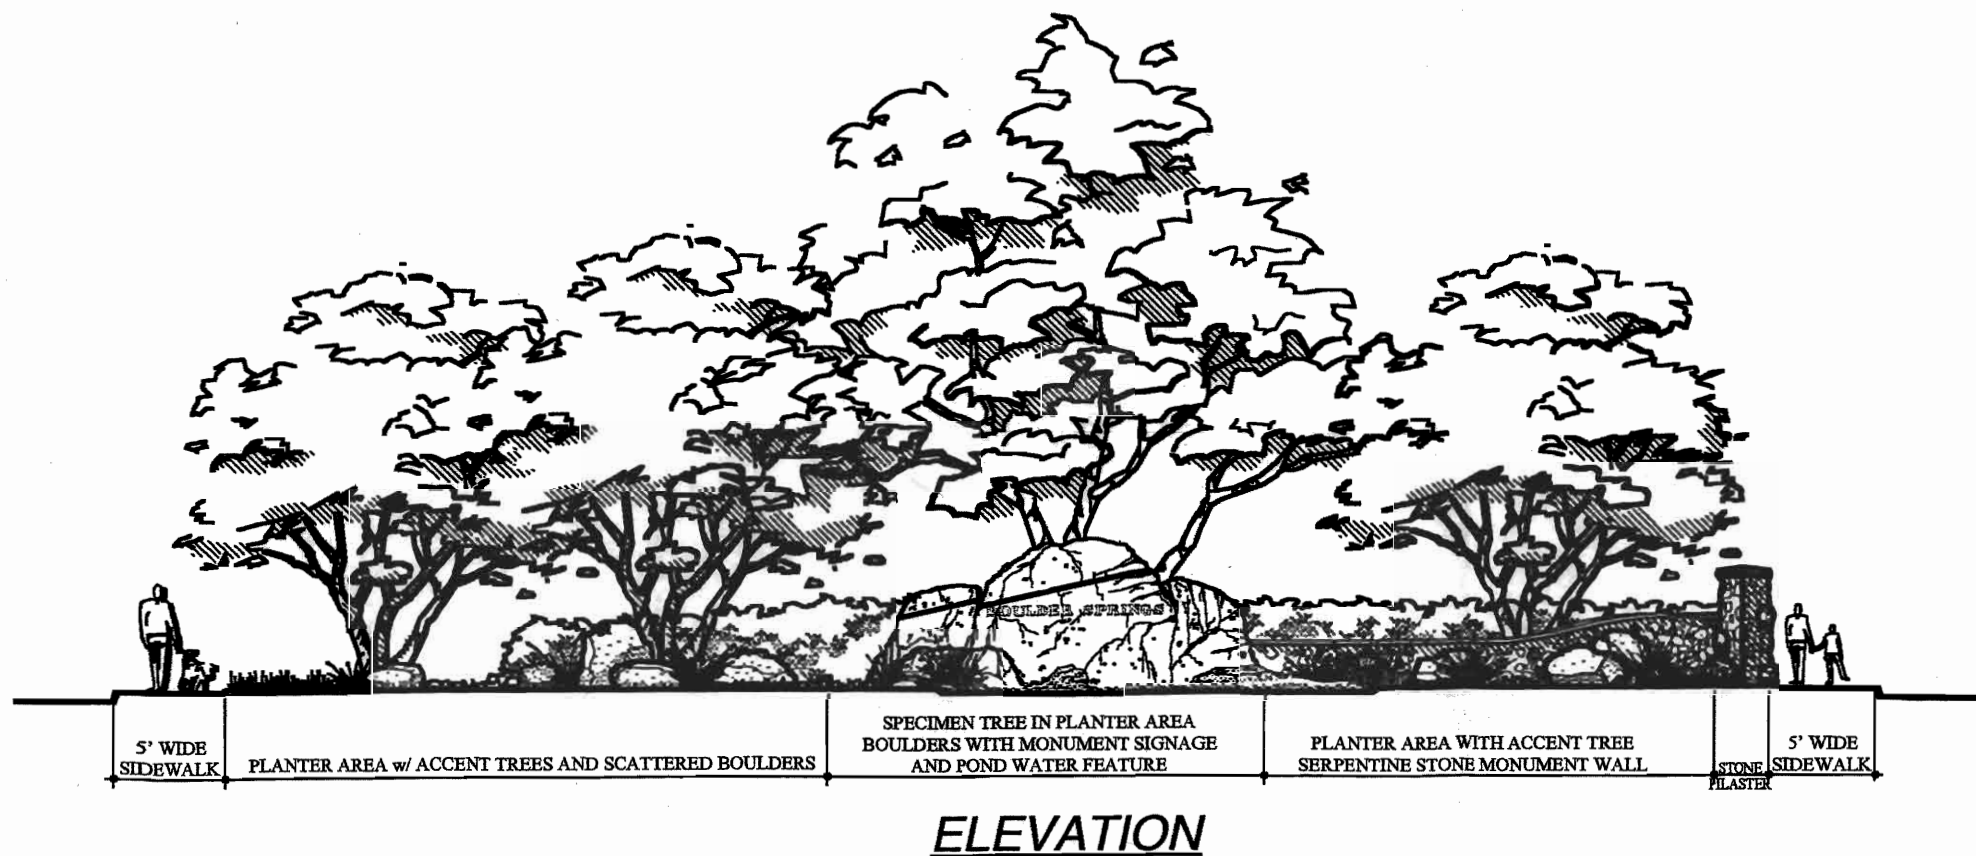 BOULDER SPRINGS
5' WIDE
SIDEWALK
PLANTER AREA w/ ACCENT TREES AND SCATTERED BOULDERS
SPECIMEN TREE IN PLANTER AREA
BOULDERS WITH MONUMENT SIGNAGE
AND POND WATER FEATURE
PLANTER AREA WITH ACCENT TREE
SERPENTINE STONE MONUMENT WALL
STONE
PILASTER
5' WIDE
SIDEWALK
ELEVATION